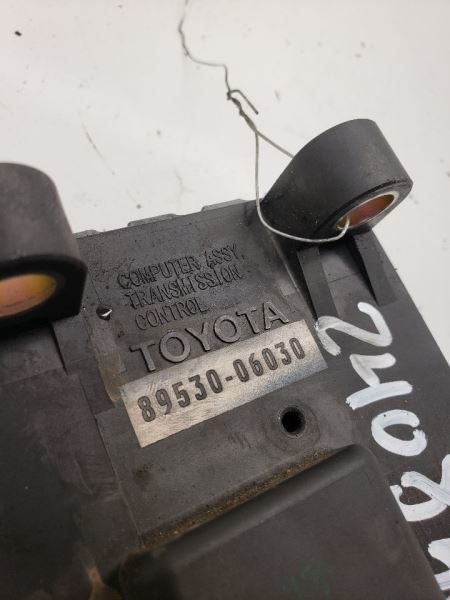 COMPUTER ASSY,
TRANSMISSION
CONTROL
TOYOTA
89530-06030